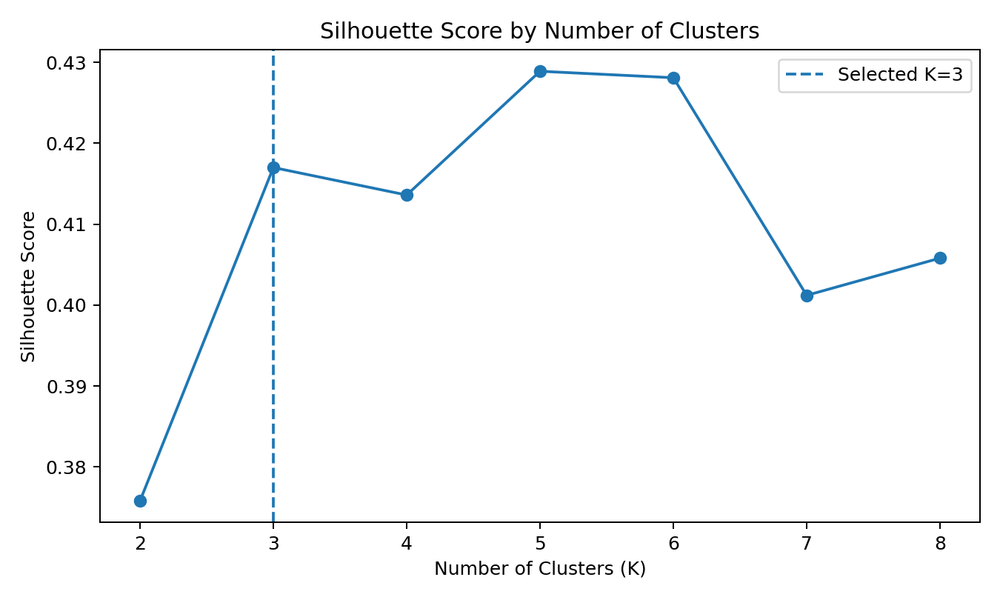 Silhouette Score by Number of Clusters
Selected K=3
Silhouette Score
0.43
0.42
0.41
0.40
0.39
0.38
2 3 4 5 6 7 8
Number of Clusters (K)